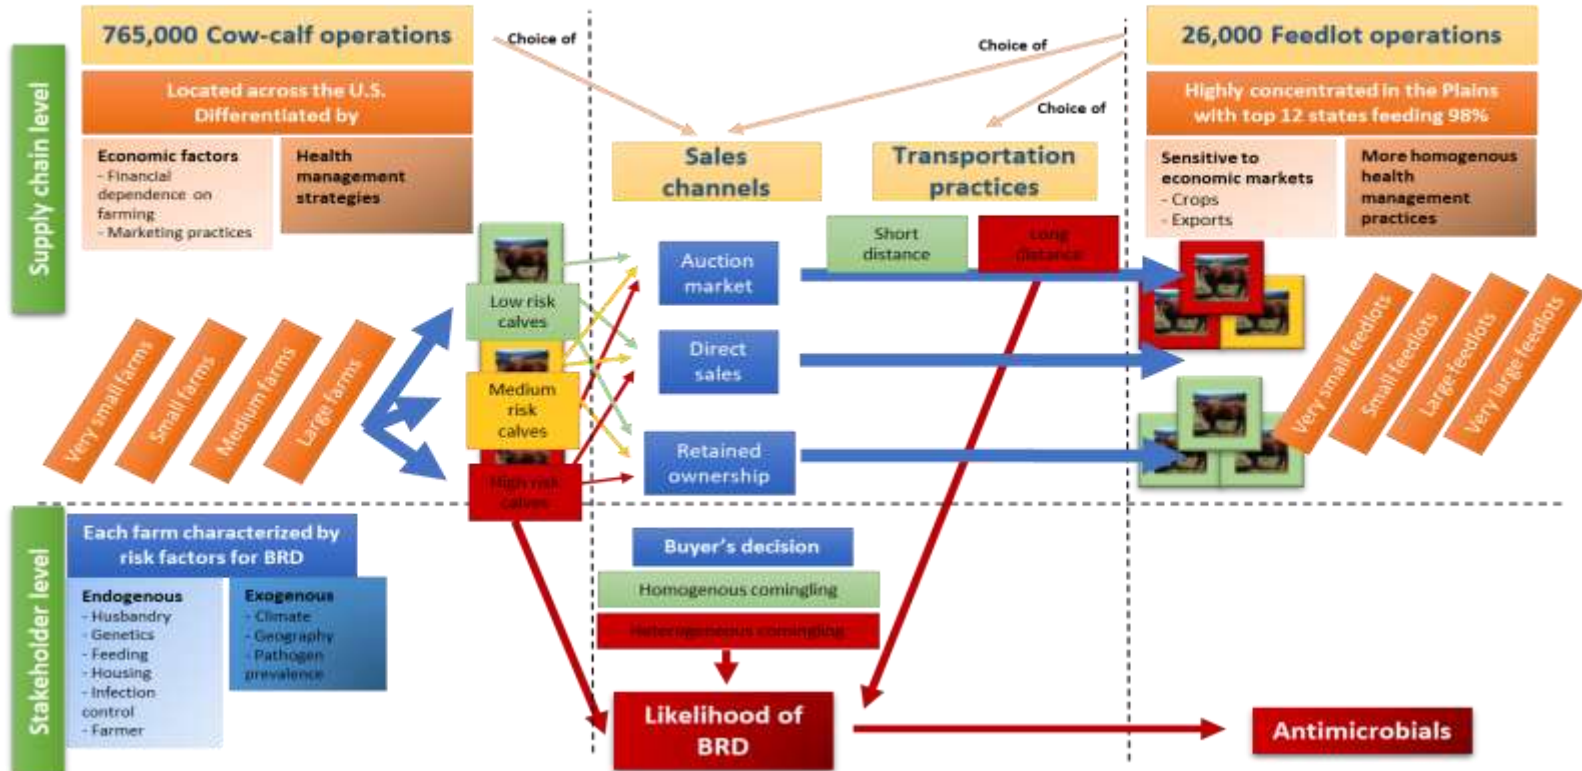 765,000 Cow-calf operations
Located across the U.S.
Differentiated by
Economic factors
- Financial
dependence on
farming
- Marketing practices
Health
management
strategies
Supply chain level
Very small farms
Small farms
Medium farms
Large farms
Low risk
calves
Medium
risk
calves
High risk
calves
Choice of
Choice of
Choice of
Sales
channels
Transportation
practices
Auction
market
Direct
sales
Retained
ownership
Short
distance
Long
distance
26,000 Feedlot operations
Highly concentrated in the Plains
with top 12 states feeding 98%
Sensitive to
economic markets
- Crops
- Exports
More homogenous
health
management
practices
Very small feedlots
Small feedlots
Large feedlots
Very large feedlots
Stakeholder level
Each farm characterized by
risk factors for BRD
Endogenous
- Husbandry
- Genetics
- Feeding
- Housing
- Infection
control
- Farmer
Exogenous
- Climate
- Geography
- Pathogen
prevalence
Buyer's decision
Homogenous comingling
Heterogeneous comingling
Likelihood of
BRD
Antimicrobials